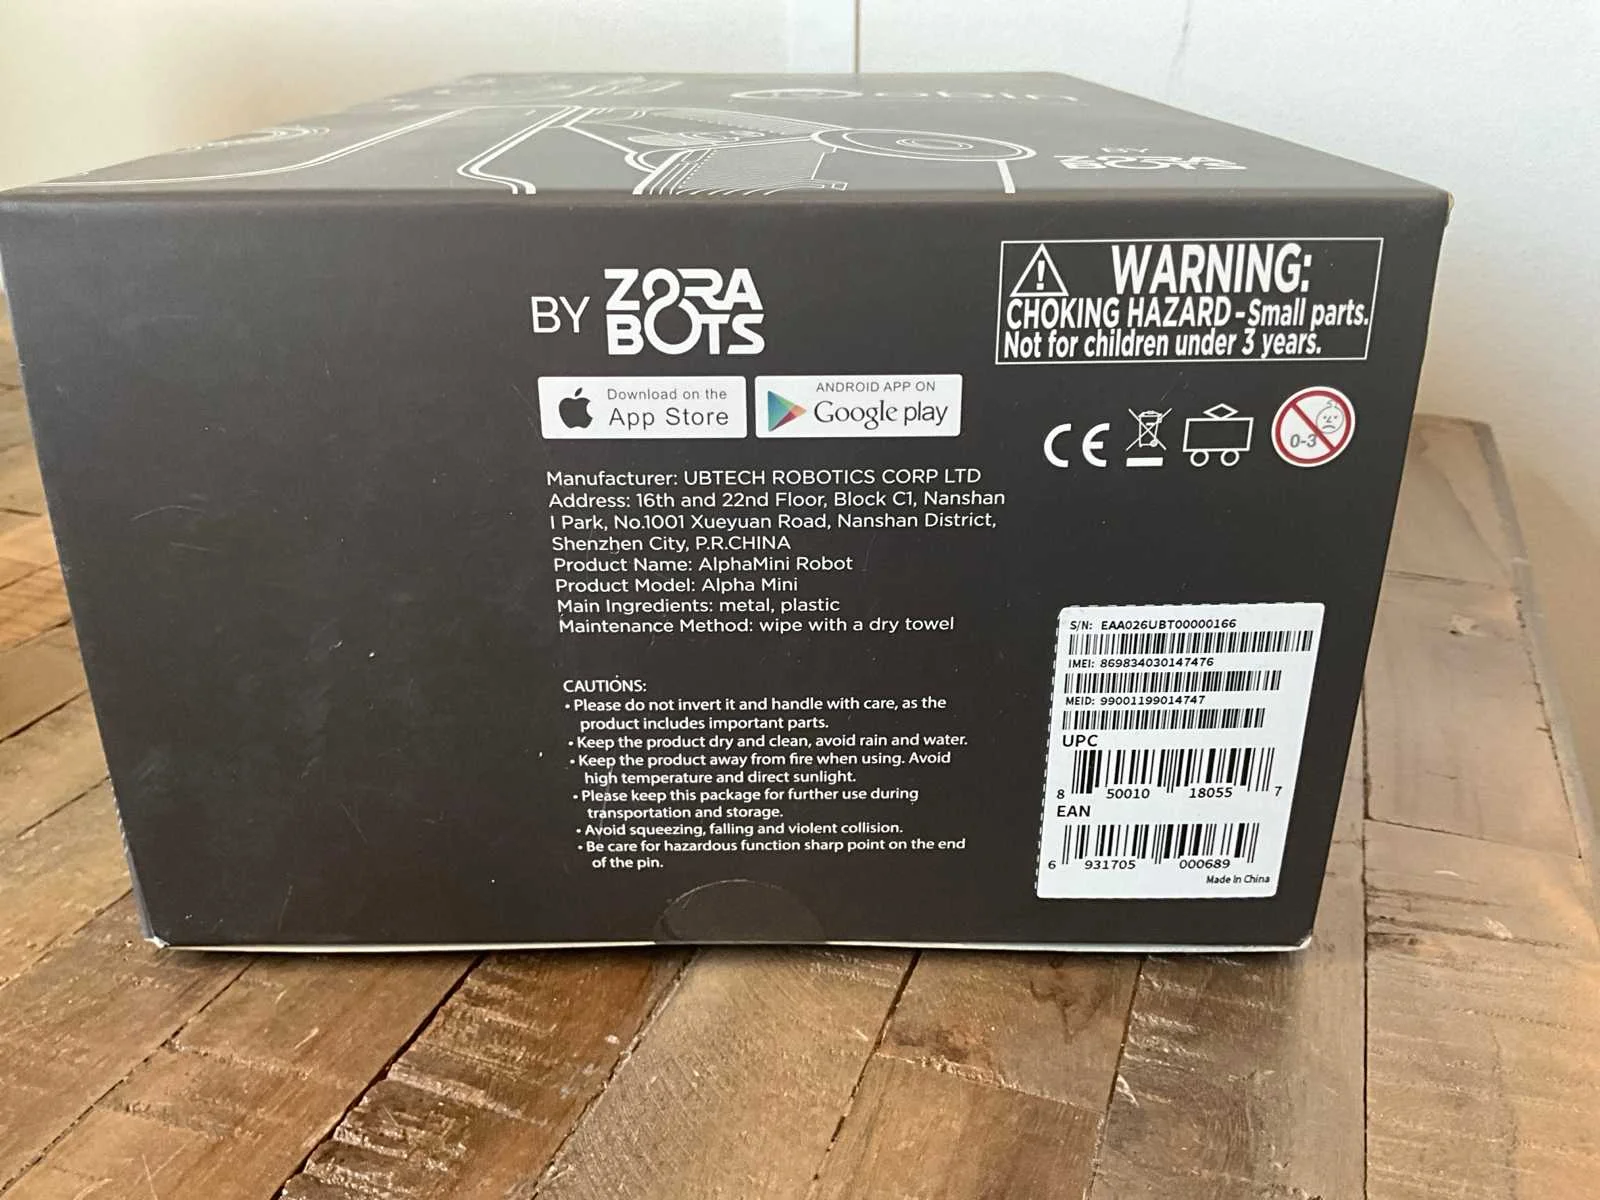 BY
ZORA
BOTS
BY ZORA
BOTS
WARNING:
CHOKING HAZARD - Small parts.
Not for children under 3 years.
Download on the
App Store
ANDROID APP ON
Google play
CE
0-3
Manufacturer: UBTECH ROBOTICS CORP LTD
Address: 16th and 22nd Floor, Block C1, Nanshan
I Park, No.1001 Xueyuan Road, Nanshan District,
Shenzhen City, P.R.CHINA
Product Name: AlphaMini Robot
Product Model: Alpha Mini
Main Ingredients: metal, plastic
Maintenance Method: wipe with a dry towel
CAUTIONS:
• Please do not invert it and handle with care, as the
product includes important parts.
• Keep the product dry and clean, avoid rain and water.
• Keep the product away from fire when using. Avoid
high temperature and direct sunlight.
• Please keep this package for further use during
transportation and storage.
• Avoid squeezing, falling and violent collision.
• Be care for hazardous function sharp point on the end
of the pin.
S/N: EAA026UBT00000166
IMEI: 869834030147476
MEID: 99001199014747
UPC
8 50010 18055 7
EAN
6 931705 000689
Made In China